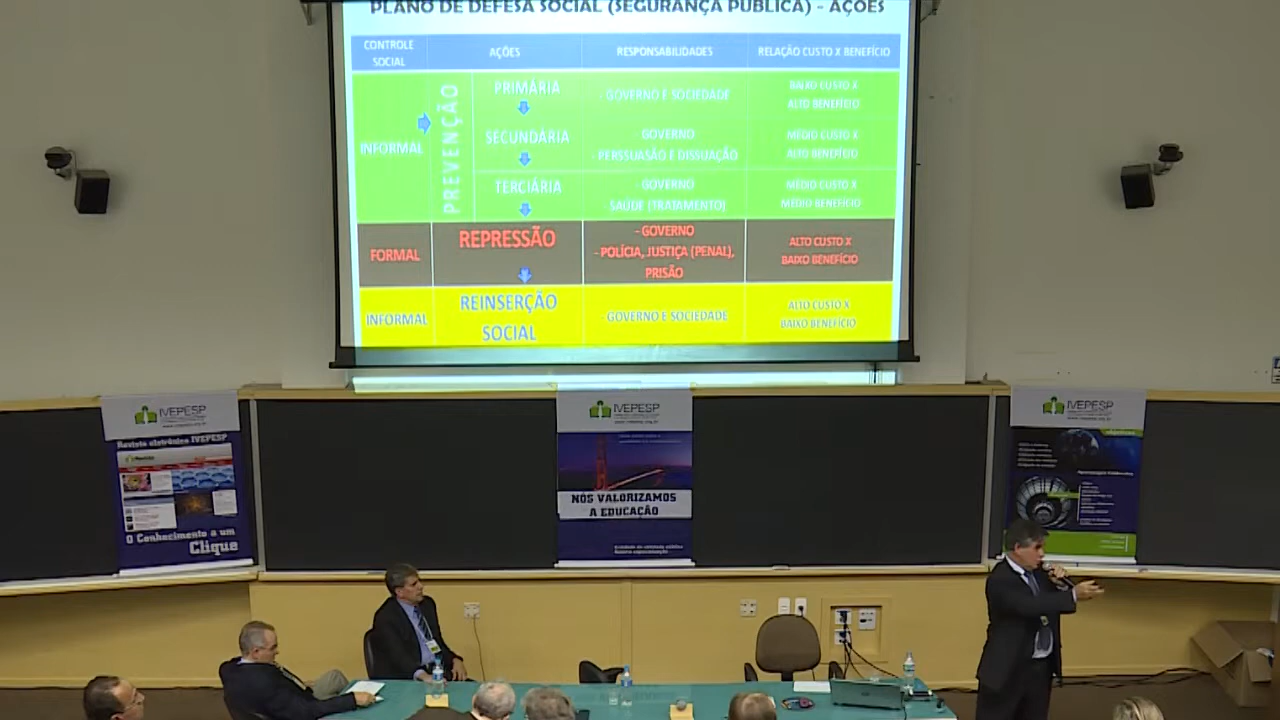 PLANO DE DEFESA SOCIAL (SEGURANÇA PÚBLICA) - AÇÕES
CONTROLE
SOCIAL
AÇÕES
RESPONSABILIDADES
RELAÇÃO CUSTO X BENEFÍCIO
INFORMAL
PREVENÇÃO
PRIMÁRIA
- GOVERNO E SOCIEDADE
BAIXO CUSTO X
ALTO BENEFÍCIO
SECUNDÁRIA
- GOVERNO
- PERSSUASÃO E DISSUAÇÃO
MÉDIO CUSTO X
ALTO BENEFÍCIO
TERCIÁRIA
- GOVERNO
SAÚDE (TRATAMENTO)
MÉDIO CUSTO X
MÉDIO BENEFÍCIO
FORMAL
REPRESSÃO
- GOVERNO
- POLÍCIA, JUSTIÇA (PENAL),
PRISÃO
ALTO CUSTO X
BAIXO BENEFÍCIO
INFORMAL
REINSERÇÃO
SOCIAL
- GOVERNO E SOCIEDADE
ALTO CUSTO X
BAIXO BENEFÍCIO
IVEPESP
Revista eletrônica IVEPESP
O Conhecimento a um
Clique
IVEPESP
NÓS VALORIZAMOS
A EDUCAÇÃO
IVEPESP